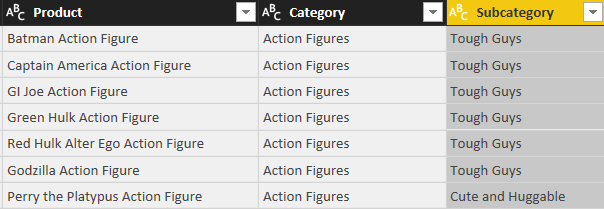 ABC Product ABC Category ABC Subcategory
Batman Action Figure Action Figures Tough Guys
Captain America Action Figure Action Figures Tough Guys
GI Joe Action Figure Action Figures Tough Guys
Green Hulk Action Figure Action Figures Tough Guys
Red Hulk Alter Ego Action Figure Action Figures Tough Guys
Godzilla Action Figure Action Figures Tough Guys
Perry the Platypus Action Figure Action Figures Cute and Huggable